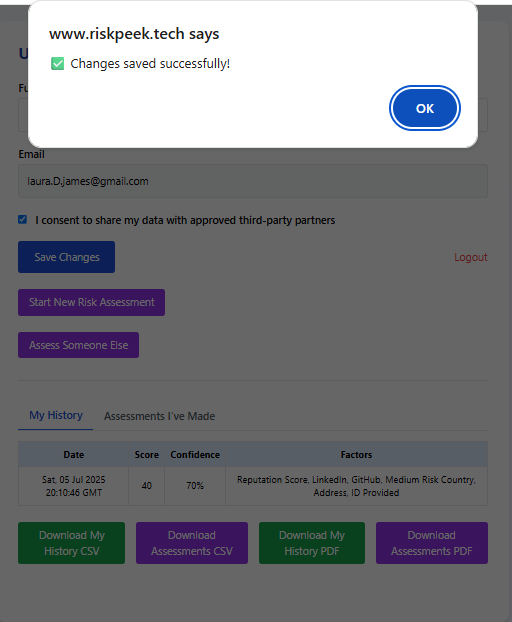 www.riskpeek.tech says
✅ Changes saved successfully!
OK
U
Fu
Email
laura.D.james@gmail.com
I consent to share my data with approved third-party partners
Save Changes
Logout
Start New Risk Assessment
Assess Someone Else
My History
Assessments I've Made
Date Score Confidence Factors
Sat, 05 Jul 2025
20:10:46 GMT
40
70%
Reputation Score, LinkedIn, GitHub, Medium Risk Country,
Address, ID Provided
Download My
History CSV
Download
Assessments CSV
Download My
History PDF
Download
Assessments PDF